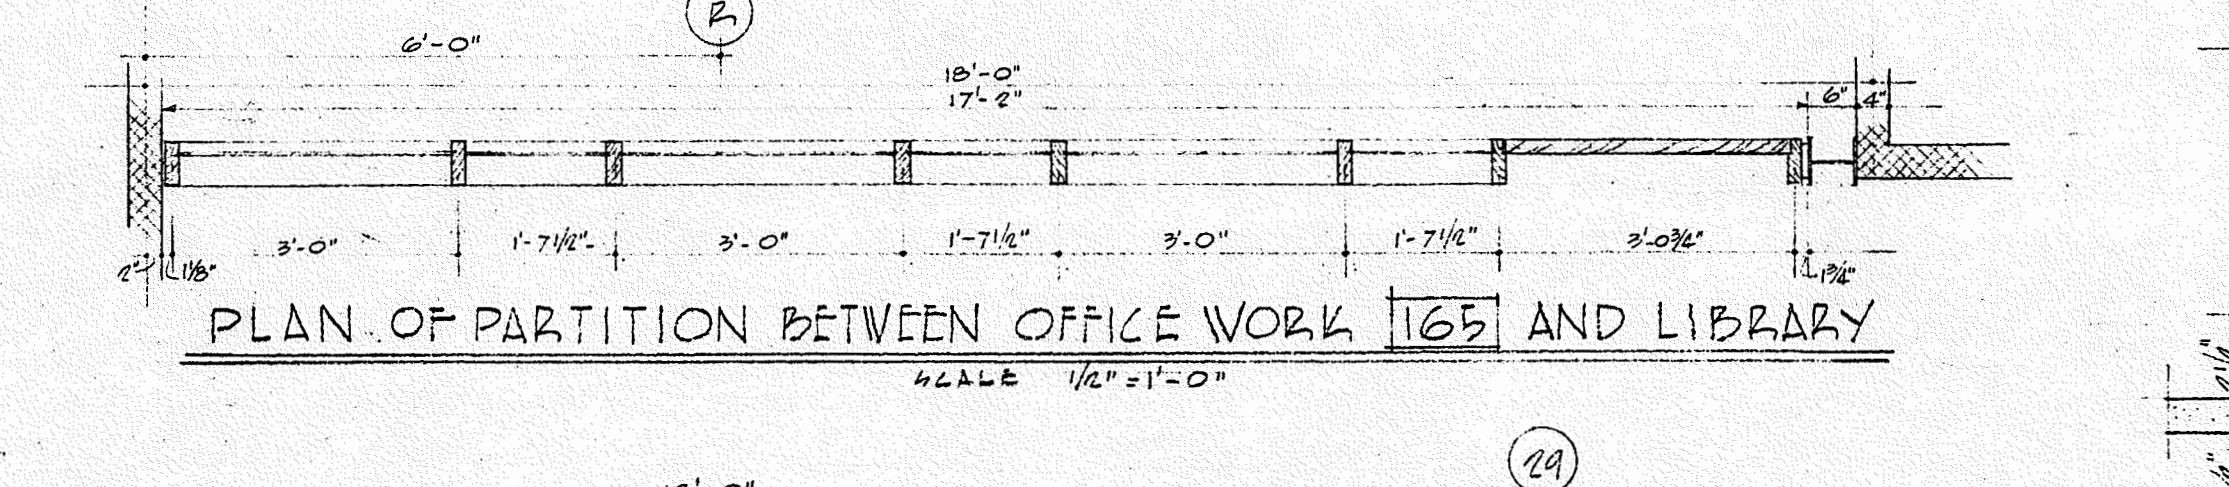 R
6'-0"
18'-0"
17'-2"
6" 4"
3'-0" 1'-7 1/2" 3'-0" 1'-7 1/2" 3'-0" 1'-7 1/2" 3'-0 3/4"
2" 1 1/8" 1 3/4"
PLAN OF PARTITION BETWEEN OFFICE WORK 165 AND LIBRARY
SCALE 1/2" = 1'-0"
29